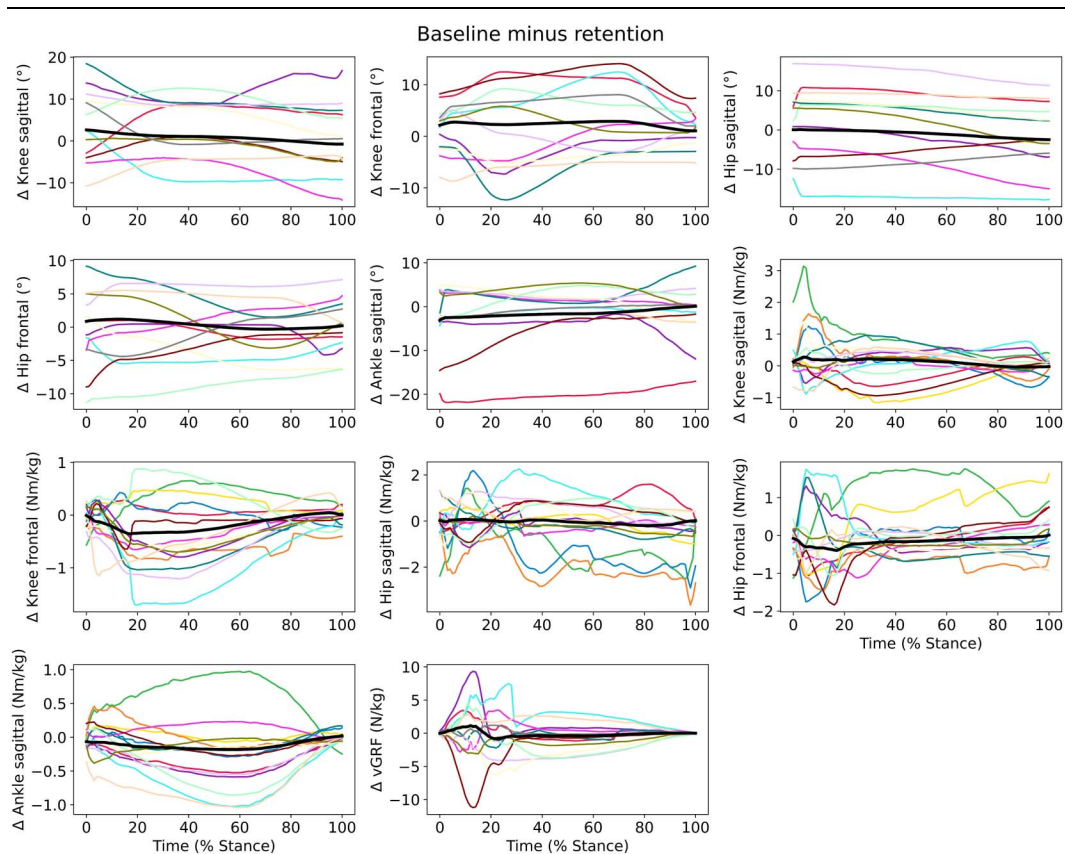 Baseline minus retention
Δ Knee sagittal (°)
20
10
0
−10
0 20 40 60 80 100
Δ Knee frontal (°)
10
0
−10
0 20 40 60 80 100
Δ Hip sagittal (°)
10
0
−10
0 20 40 60 80 100
Δ Hip frontal (°)
10
5
0
−5
−10
0 20 40 60 80 100
Δ Ankle sagittal (°)
10
0
−10
−20
0 20 40 60 80 100
Δ Knee sagittal (Nm/kg)
3
2
1
0
−1
0 20 40 60 80 100
Δ Knee frontal (Nm/kg)
1
0
−1
0 20 40 60 80 100
Δ Hip sagittal (Nm/kg)
2
0
−2
0 20 40 60 80 100
Δ Hip frontal (Nm/kg)
1
0
−1
−2
0 20 40 60 80 100
Time (% Stance)
Δ Ankle sagittal (Nm/kg)
1.0
0.5
0.0
−0.5
−1.0
0 20 40 60 80 100
Time (% Stance)
Δ vGRF (N/kg)
10
5
0
−5
−10
0 20 40 60 80 100
Time (% Stance)